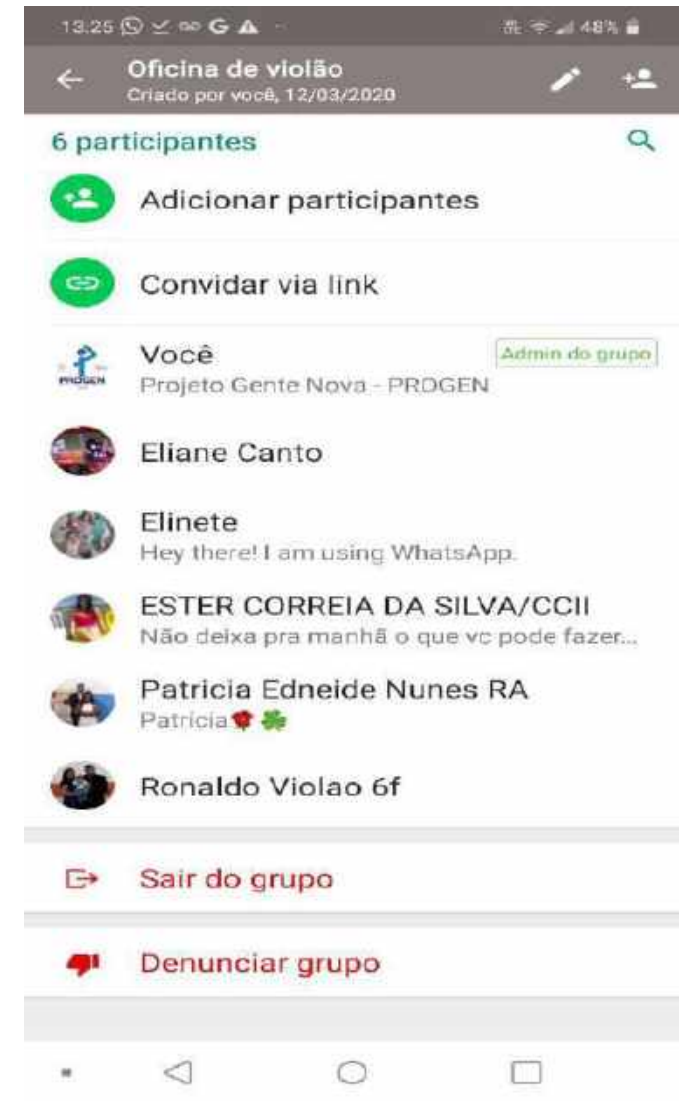 13.25
48%
Oficina de violão
Criado por você, 12/03/2020
6 participantes
Adicionar participantes
Convidar via link
Você
Admin do grupo
Projeto Gente Nova - PROGEN
PROGEN
Eliane Canto
Elinete
Hey there! I am using WhatsApp.
ESTER CORREIA DA SILVA/CCII
Não deixa pra manhã o que vc pode fazer...
Patricia Edneide Nunes RA
Patrícia🌹☘️
Ronaldo Violao 6f
Sair do grupo
Denunciar grupo